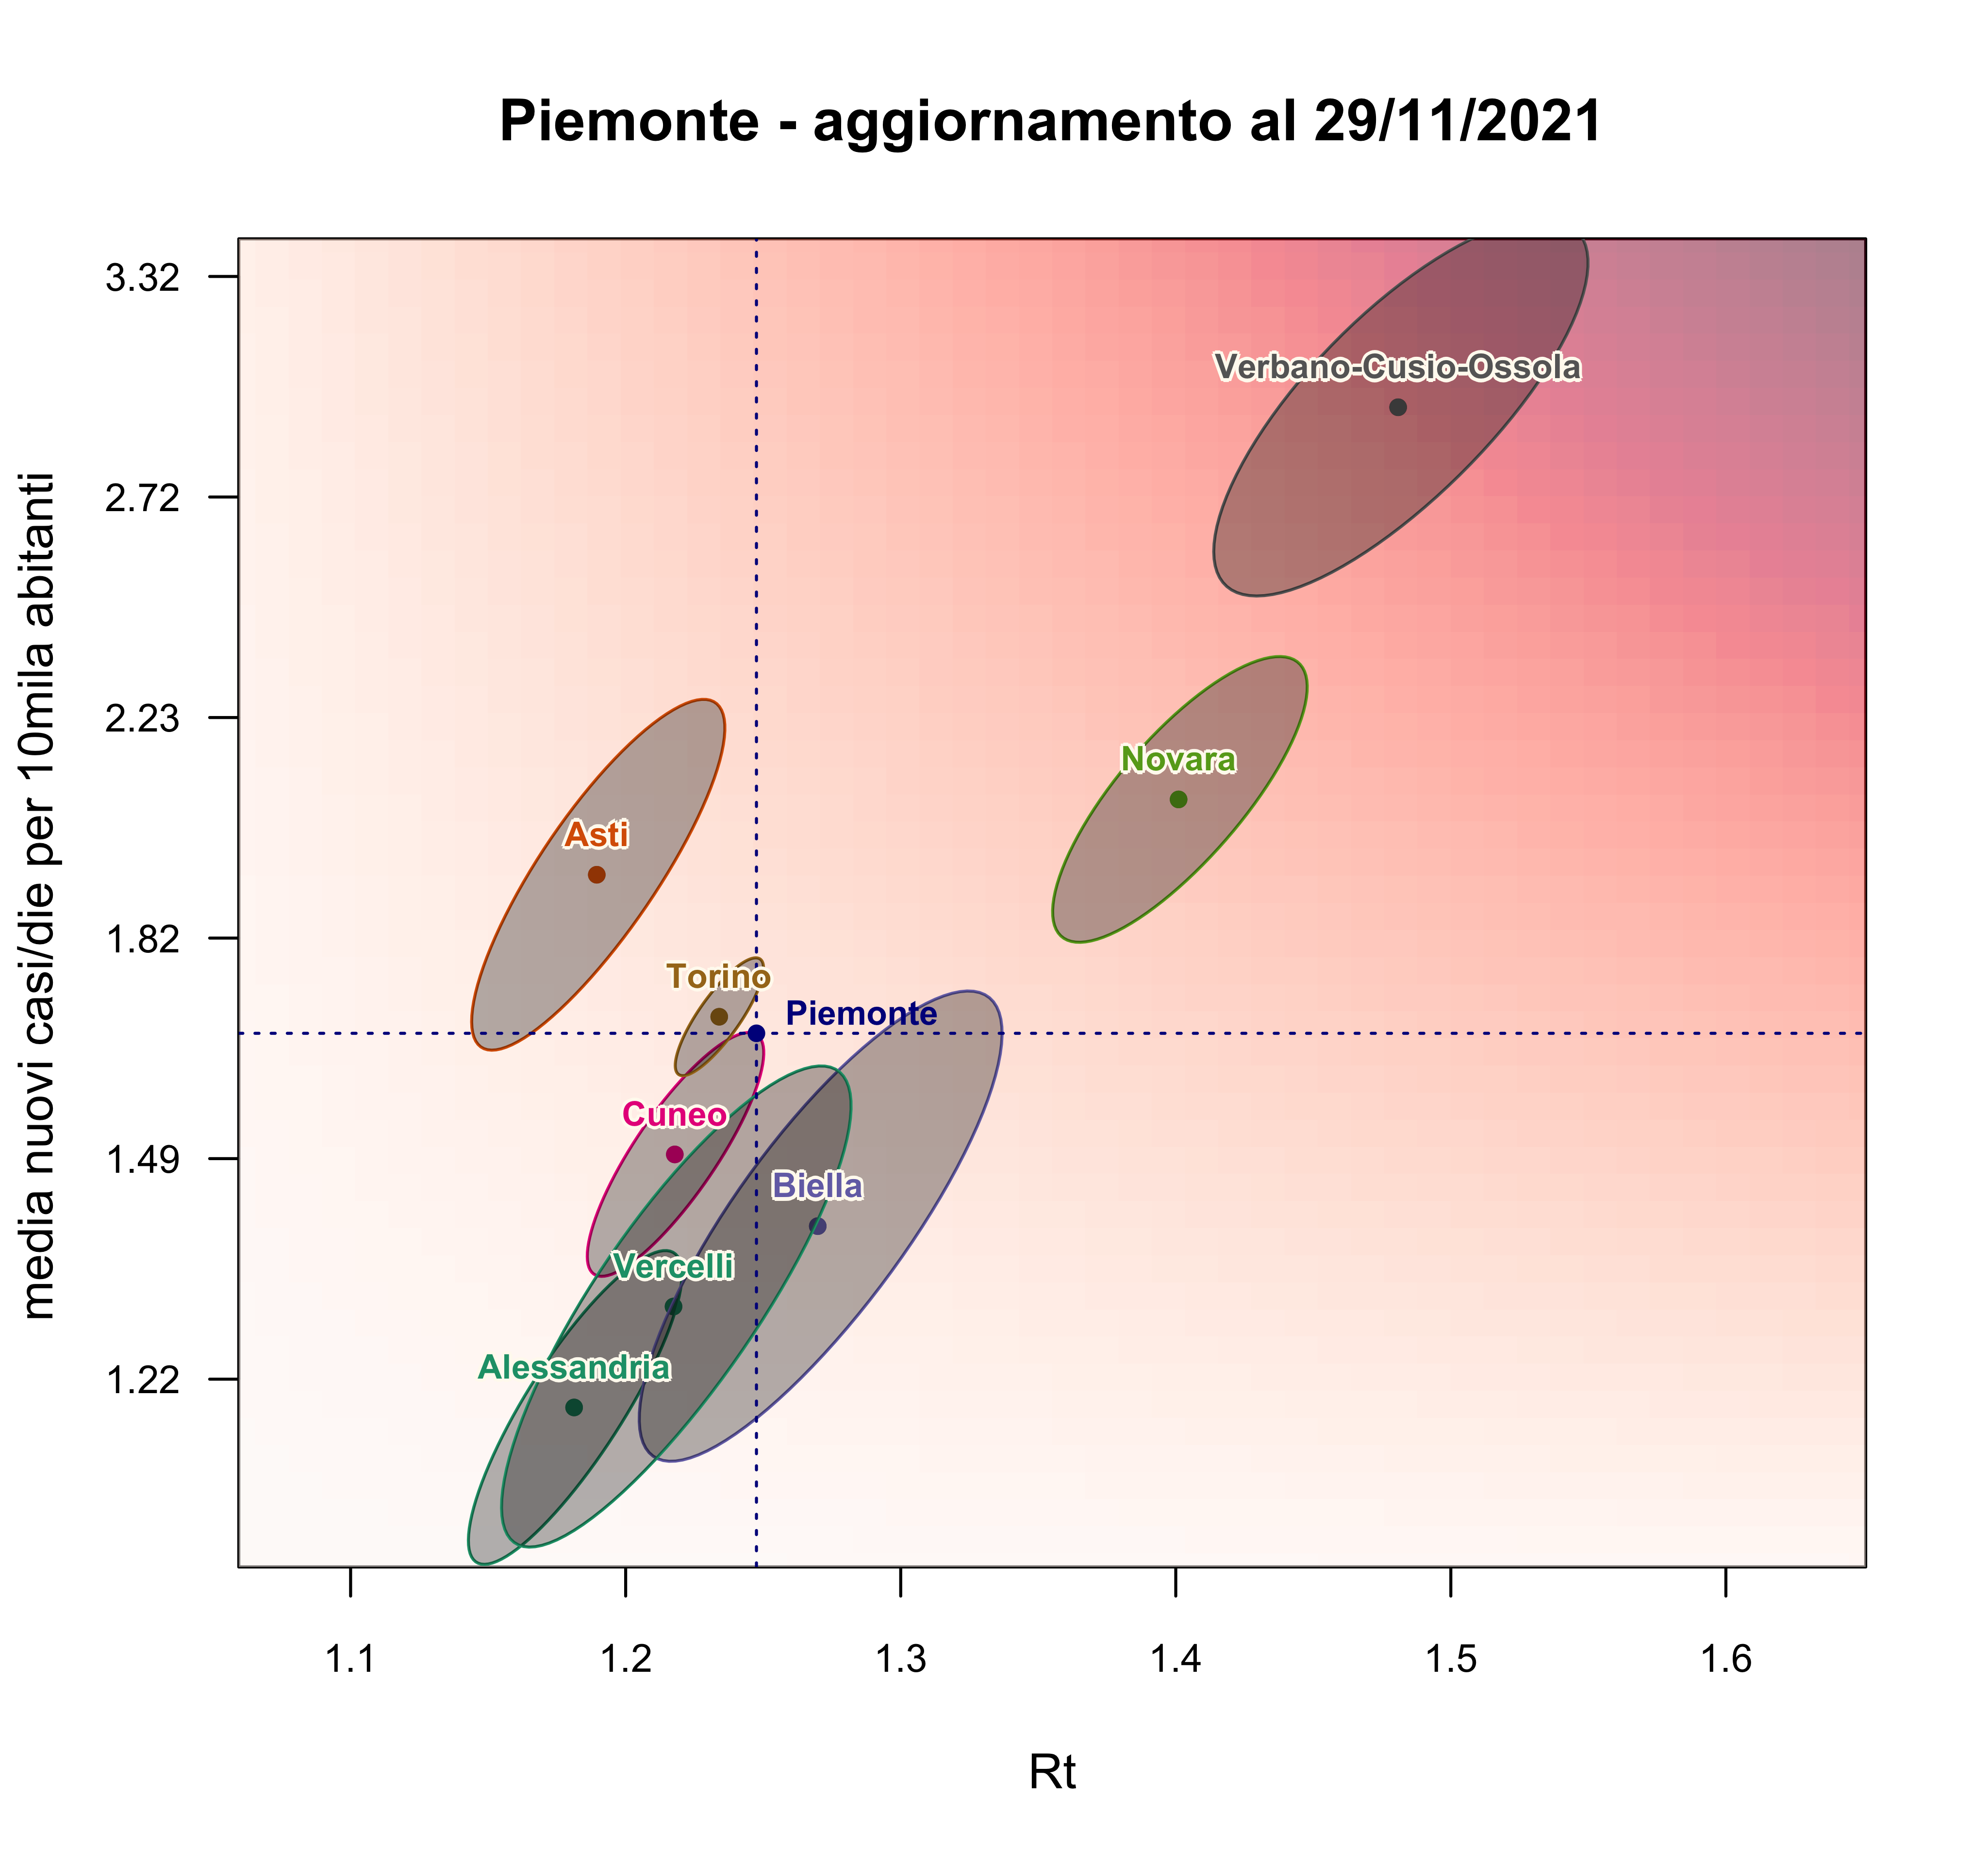 Piemonte - aggiornamento al 29/11/2021
media nuovi casi/die per 10mila abitanti
3.32
2.72
2.23
1.82
1.49
1.22
Verbano-Cusio-Ossola
Novara
Asti
Torino
Piemonte
Cuneo
Biella
Vercelli
Alessandria
1.1 1.2 1.3 1.4 1.5 1.6
Rt